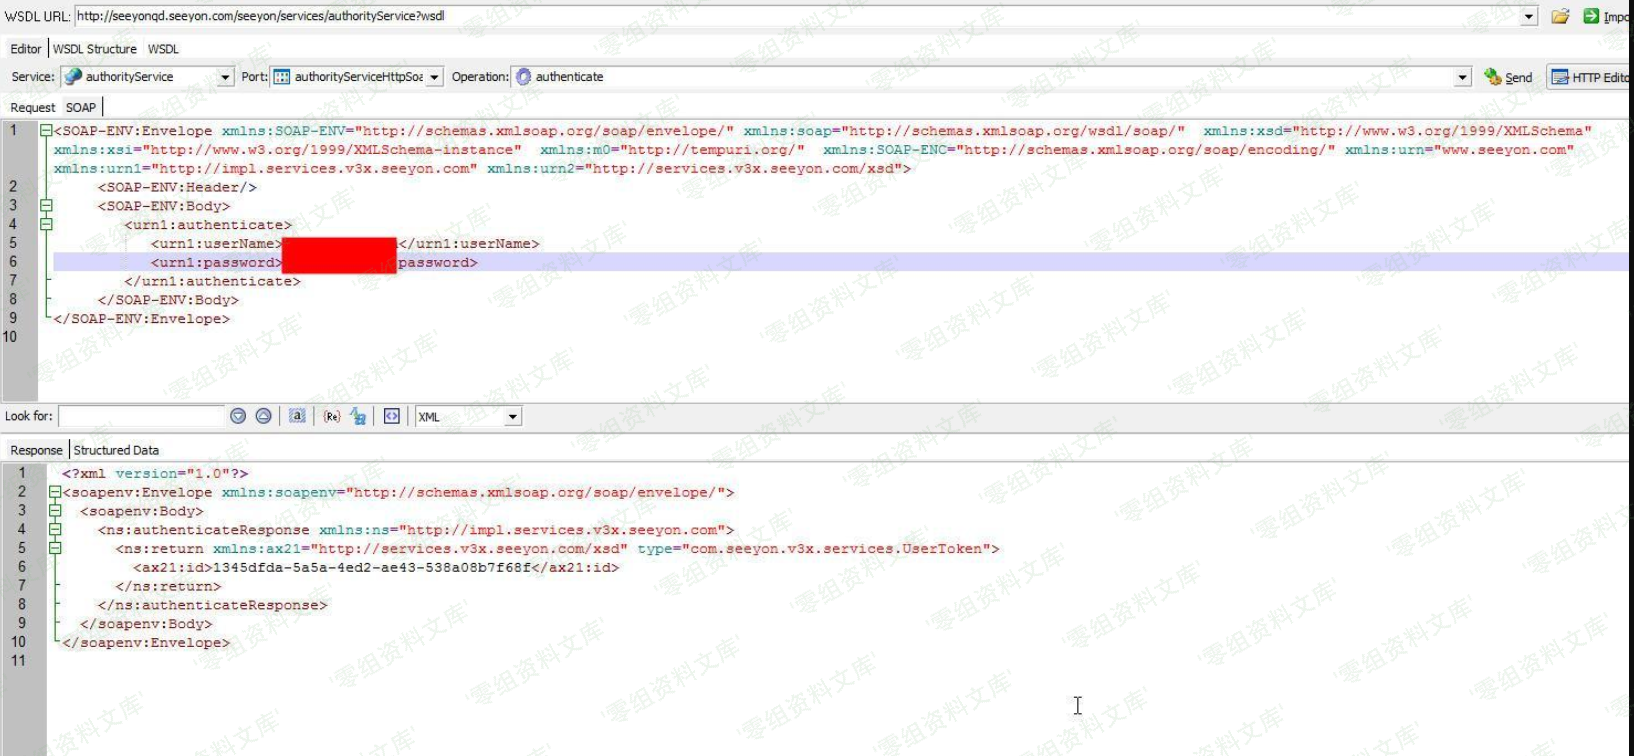 WSDL URL: http://seeyonqd.seeyon.com/seeyon/services/authorityService?wsdl Impo
Editor WSDL Structure WSDL
Service: authorityService Port: authorityServiceHttpSoa Operation: authenticate Send HTTP Edito
Request SOAP
1 <SOAP-ENV:Envelope xmlns:SOAP-ENV="http://schemas.xmlsoap.org/soap/envelope/" xmlns:soap="http://schemas.xmlsoap.org/wsdl/soap/" xmlns:xsd="http://www.w3.org/1999/XMLSchema"
xmlns:xsi="http://www.w3.org/1999/XMLSchema-instance" xmlns:m0="http://tempuri.org/" xmlns:SOAP-ENC="http://schemas.xmlsoap.org/soap/encoding/" xmlns:urn="www.seeyon.com"
xmlns:urn1="http://impl.services.v3x.seeyon.com" xmlns:urn2="http://services.v3x.seeyon.com/xsd">
2 <SOAP-ENV:Header/>
3 <SOAP-ENV:Body>
4 <urn1:authenticate>
5 <urn1:userName> </urn1:userName>
6 <urn1:password> password>
7 </urn1:authenticate>
8 </SOAP-ENV:Body>
9 </SOAP-ENV:Envelope>
10
Look for: a {Re} XML
Response Structured Data
1 <?xml version="1.0"?>
2 <soapenv:Envelope xmlns:soapenv="http://schemas.xmlsoap.org/soap/envelope/">
3 <soapenv:Body>
4 <ns:authenticateResponse xmlns:ns="http://impl.services.v3x.seeyon.com">
5 <ns:return xmlns:ax21="http://services.v3x.seeyon.com/xsd" type="com.seeyon.v3x.services.UserToken">
6 <ax21:id>1345dfda-5a5a-4ed2-ae43-538a08b7f68f</ax21:id>
7 </ns:return>
8 </ns:authenticateResponse>
9 </soapenv:Body>
10 </soapenv:Envelope>
11
零组资料文库